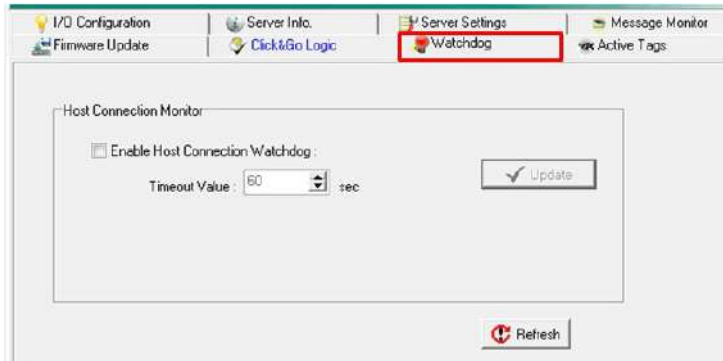 I/O Configuration
Server Info.
Server Settings
Message Monitor
Firmware Update
Click&Go Logic
Watchdog
Active Tags
Host Connection Monitor
Enable Host Connection Watchdog :
Timeout Value : 60 sec
Update
Refresh